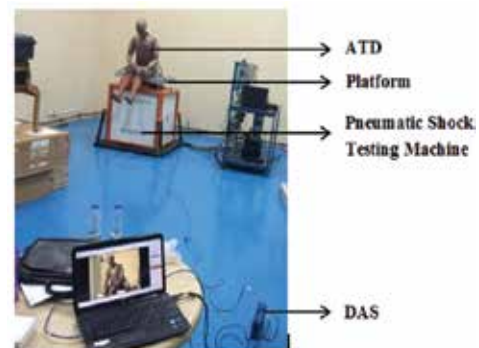 ATD
Platform
Pneumatic Shock
Testing Machine
DAS